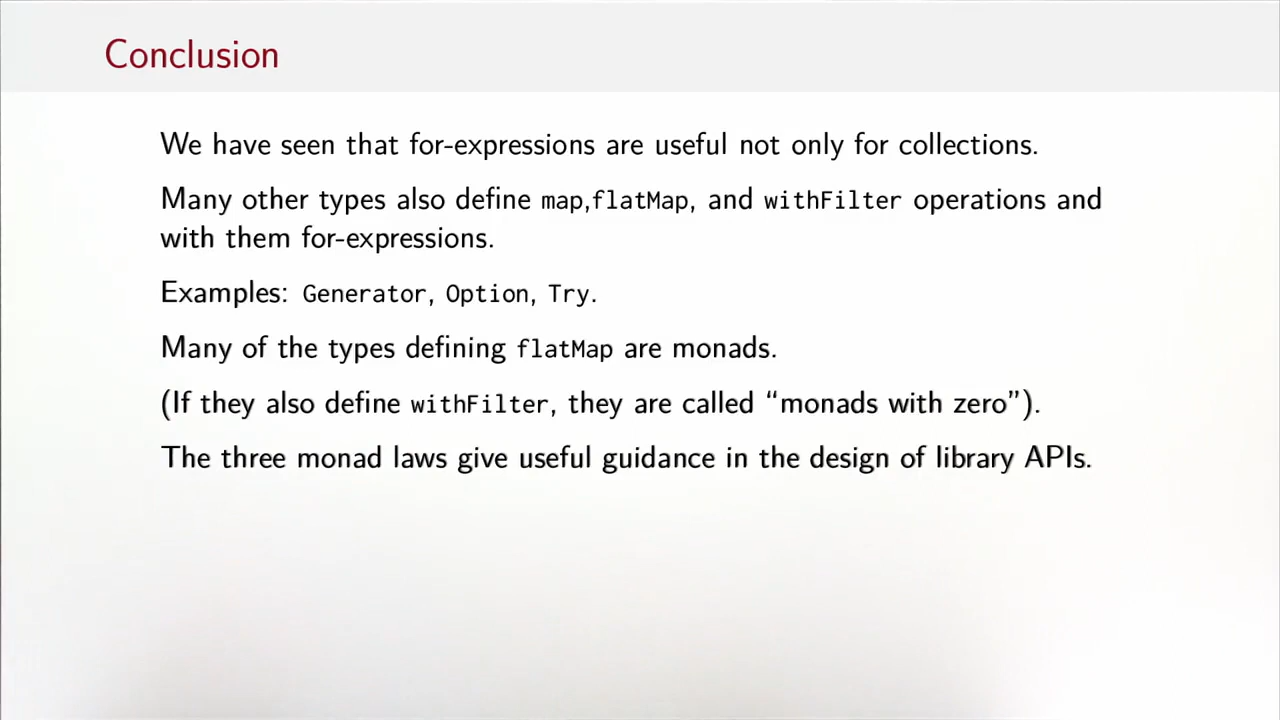 Conclusion
We have seen that for-expressions are useful not only for collections.
Many other types also define map,flatMap, and withFilter operations and
with them for-expressions.
Examples: Generator, Option, Try.
Many of the types defining flatMap are monads.
(If they also define withFilter, they are called “monads with zero”).
The three monad laws give useful guidance in the design of library APIs.